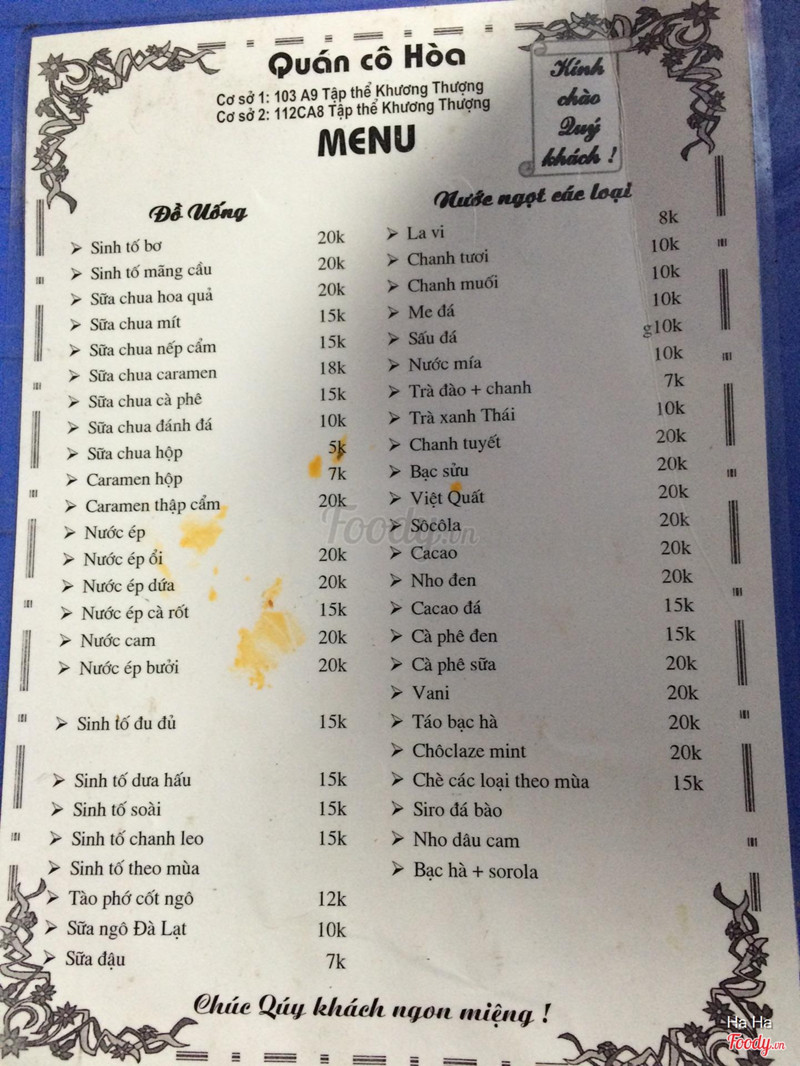 Quán cô Hòa
Cơ sở 1: 103 A9 Tập thể Khương Thượng
Cơ sở 2: 112CA8 Tập thể Khương Thượng
MENU
Kính
chào
Quý
khách !
Đồ Uống
➢ Sinh tố bơ 20k
➢ Sinh tố mãng cầu 20k
➢ Sữa chua hoa quả 20k
➢ Sữa chua mít 15k
➢ Sữa chua nếp cẩm 15k
➢ Sữa chua caramen 18k
➢ Sữa chua cà phê 15k
➢ Sữa chua đánh đá 10k
➢ Sữa chua hộp 5k
➢ Caramen hộp 7k
➢ Caramen thập cẩm 20k
➢ Nước ép
➢ Nước ép ổi 20k
➢ Nước ép dứa 20k
➢ Nước ép cà rốt 15k
➢ Nước cam 20k
➢ Nước ép bưởi 20k
➢ Sinh tố đu đủ 15k
➢ Sinh tố dưa hấu 15k
➢ Sinh tố soài 15k
➢ Sinh tố chanh leo 15k
➢ Sinh tố theo mùa
➢ Tào phớ cốt ngô 12k
➢ Sữa ngô Đà Lạt 10k
➢ Sữa đậu 7k
Nước ngọt các loại
➢ La vi 8k
➢ Chanh tươi 10k
➢ Chanh muối 10k
➢ Me đá 10k
➢ Sấu đá g10k
➢ Nước mía 10k
➢ Trà đào + chanh 7k
➢ Trà xanh Thái 10k
➢ Chanh tuyết 20k
➢ Bạc sửu 20k
➢ Việt Quất 20k
➢ Sôcôla 20k
➢ Cacao 20k
➢ Nho đen 20k
➢ Cacao đá 15k
➢ Cà phê đen 15k
➢ Cà phê sữa 20k
➢ Vani 20k
➢ Táo bạc hà 20k
➢ Chôclaze mint 20k
➢ Chè các loại theo mùa 15k
➢ Siro đá bào
➢ Nho dâu cam
➢ Bạc hà + sorola
Chúc Qúy khách ngon miệng !
Foody.vn
Ha Ha
Foody.vn